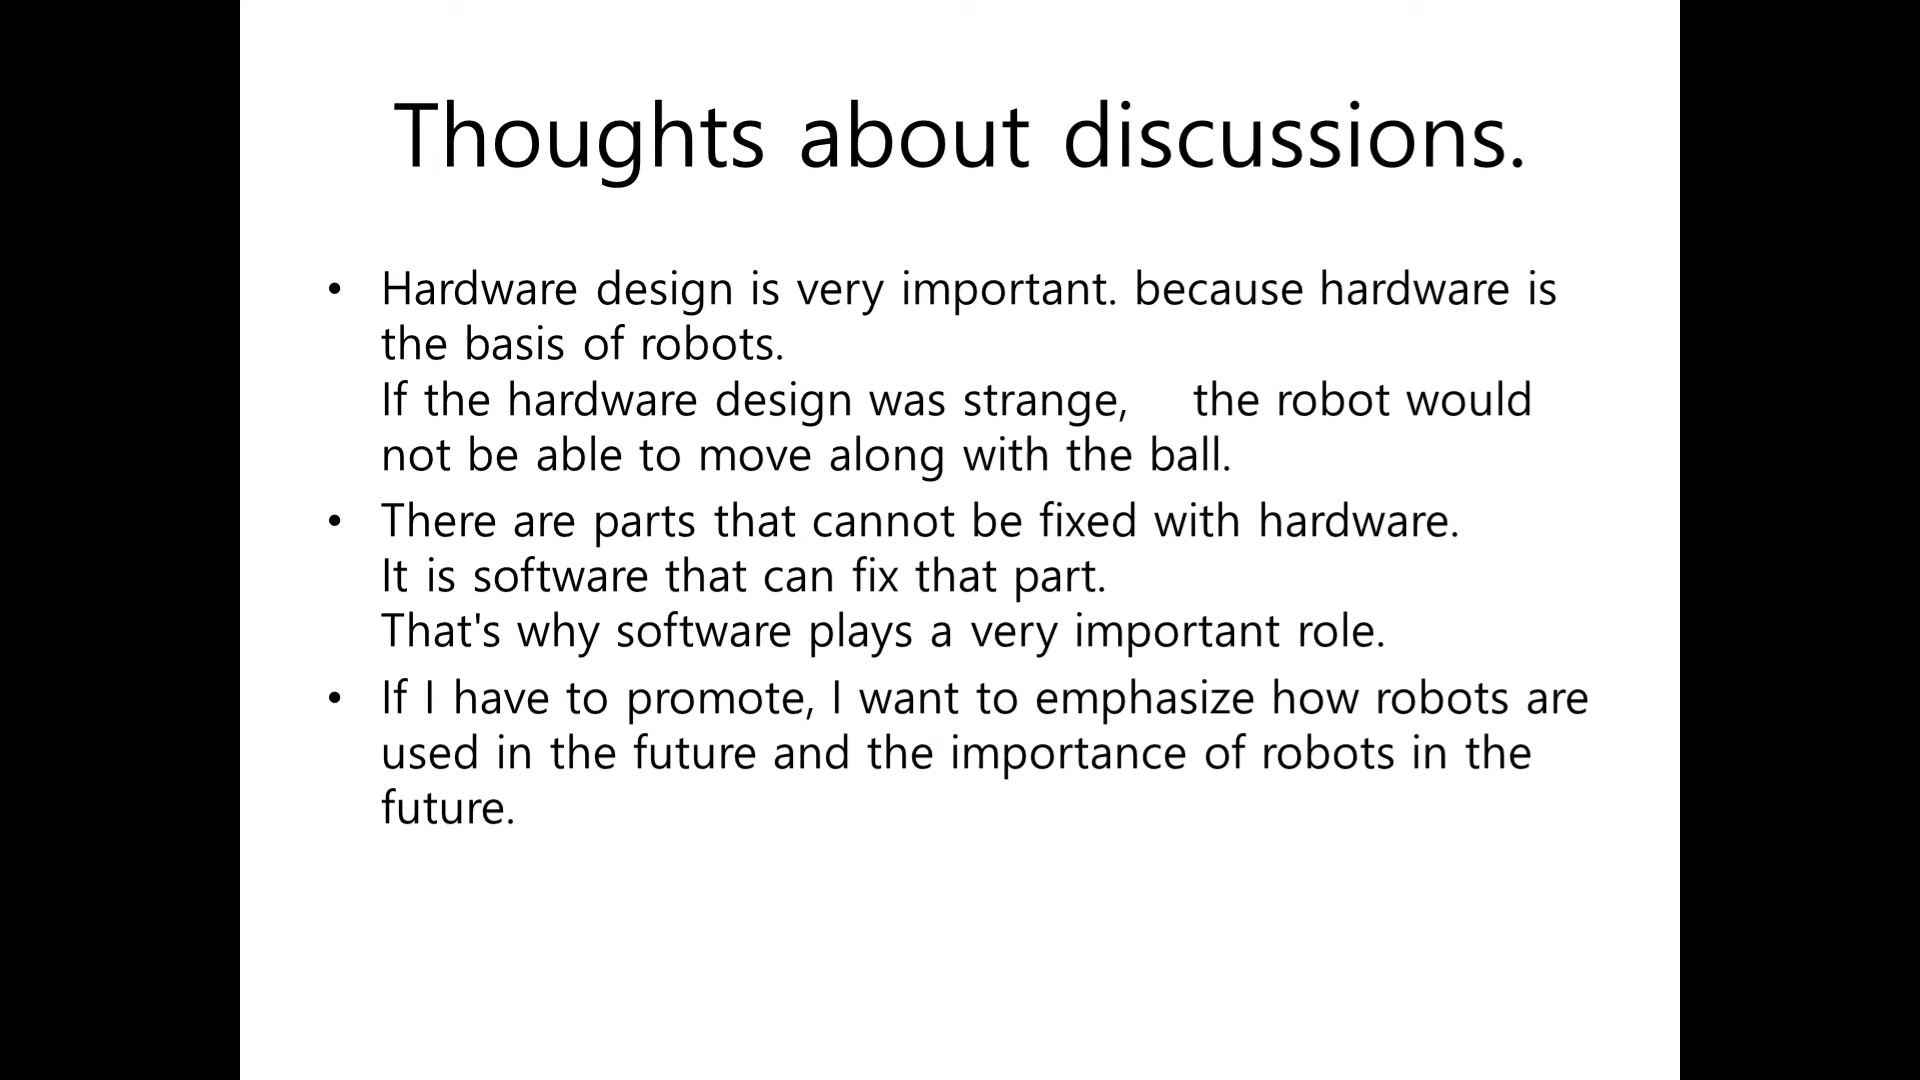 Thoughts about discussions.
• Hardware design is very important. because hardware is
the basis of robots.
If the hardware design was strange,    the robot would
not be able to move along with the ball.
• There are parts that cannot be fixed with hardware.
It is software that can fix that part.
That's why software plays a very important role.
• If I have to promote, I want to emphasize how robots are
used in the future and the importance of robots in the
future.